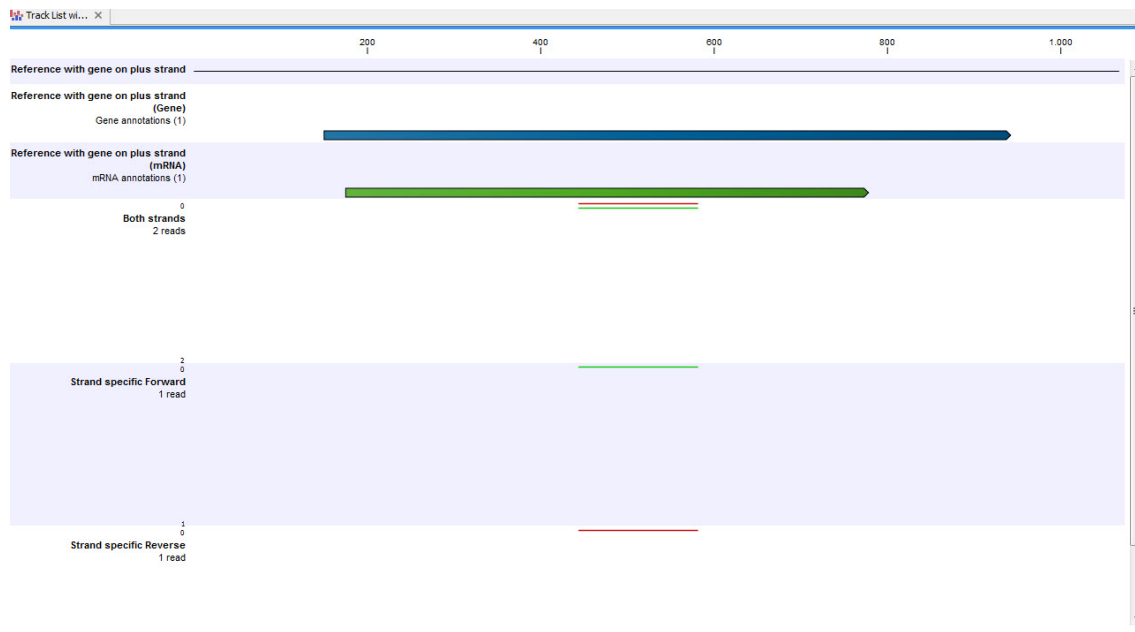 Track List wi...
200 400 600 800 1.000
Reference with gene on plus strand
Reference with gene on plus strand
(Gene)
Gene annotations (1)
Reference with gene on plus strand
(mRNA)
mRNA annotations (1)
0
Both strands
2 reads
2
0
Strand specific Forward
1 read
1
0
Strand specific Reverse
1 read